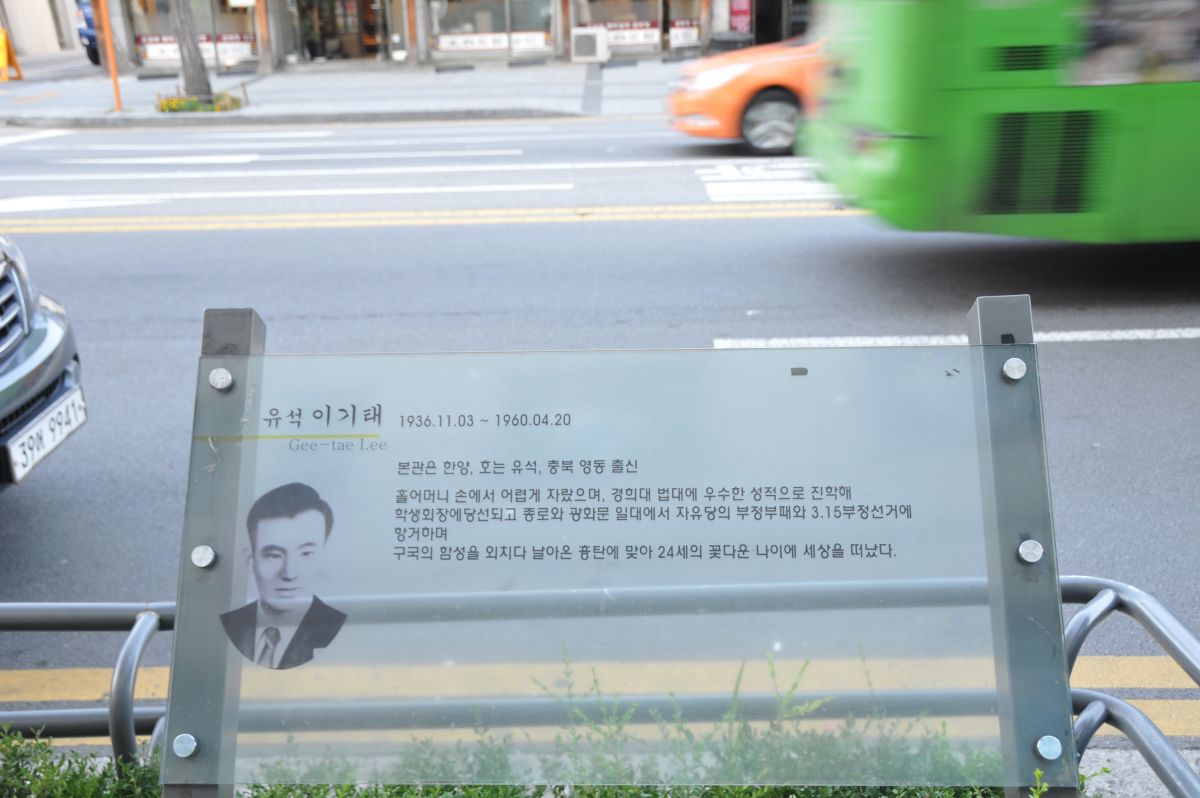 유석 이기태 1936.11.03 ~ 1960.04.20
Gee-tae Lee
본관은 한양, 호는 유석, 충북 영동 출신
홀어머니 손에서 어렵게 자랐으며, 경희대 법대에 우수한 성적으로 진학해
학생회장에당선되고 종로와 광화문 일대에서 자유당의 부정부패와 3.15부정선거에
항거하며
구국의 함성을 외치다 날아온 흉탄에 맞아 24세의 꽃다운 나이에 세상을 떠났다.
9941